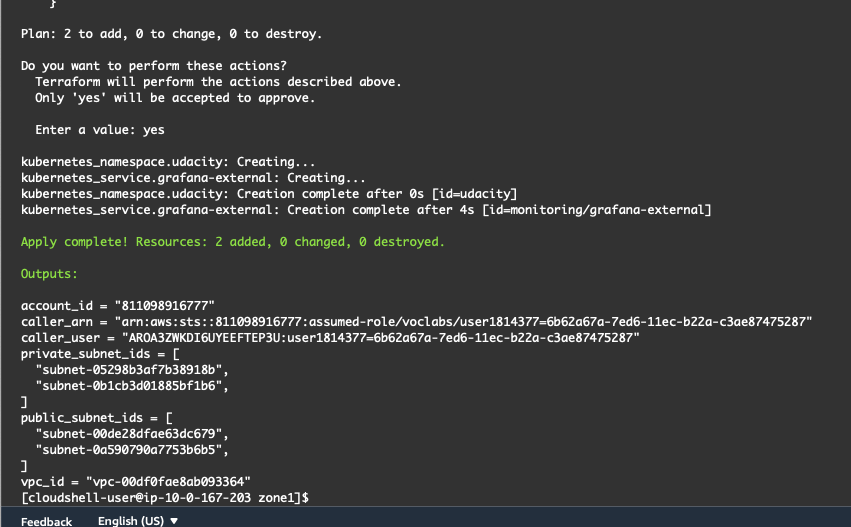 }
Plan: 2 to add, 0 to change, 0 to destroy.
Do you want to perform these actions?
Terraform will perform the actions described above.
Only 'yes' will be accepted to approve.
Enter a value: yes
kubernetes_namespace.udacity: Creating...
kubernetes_service.grafana-external: Creating...
kubernetes_namespace.udacity: Creation complete after 0s [id=udacity]
kubernetes_service.grafana-external: Creation complete after 4s [id=monitoring/grafana-external]
Apply complete! Resources: 2 added, 0 changed, 0 destroyed.
Outputs:
account_id = "811098916777"
caller_arn = "arn:aws:sts::811098916777:assumed-role/voclabs/user1814377=6b62a67a-7ed6-11ec-b22a-c3ae87475287"
caller_user = "AROA3ZWKDI6UYEEFTEP3U:user1814377=6b62a67a-7ed6-11ec-b22a-c3ae87475287"
private_subnet_ids = [
"subnet-05298b3af7b38918b",
"subnet-0b1cb3d01885bf1b6",
]
public_subnet_ids = [
"subnet-00de28dfae63dc679",
"subnet-0a590790a7753b6b5",
]
vpc_id = "vpc-00df0fae8ab093364"
[cloudshell-user@ip-10-0-167-203 zone1]$
Feedback English (US) ▼